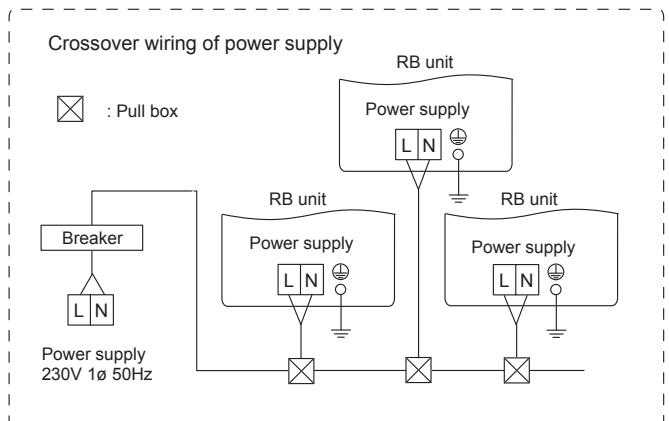 Crossover wiring of power supply
: Pull box
RB unit
Power supply
L N
RB unit
Power supply
L N
RB unit
Power supply
L N
Breaker
L N
Power supply
230V 1ø 50Hz